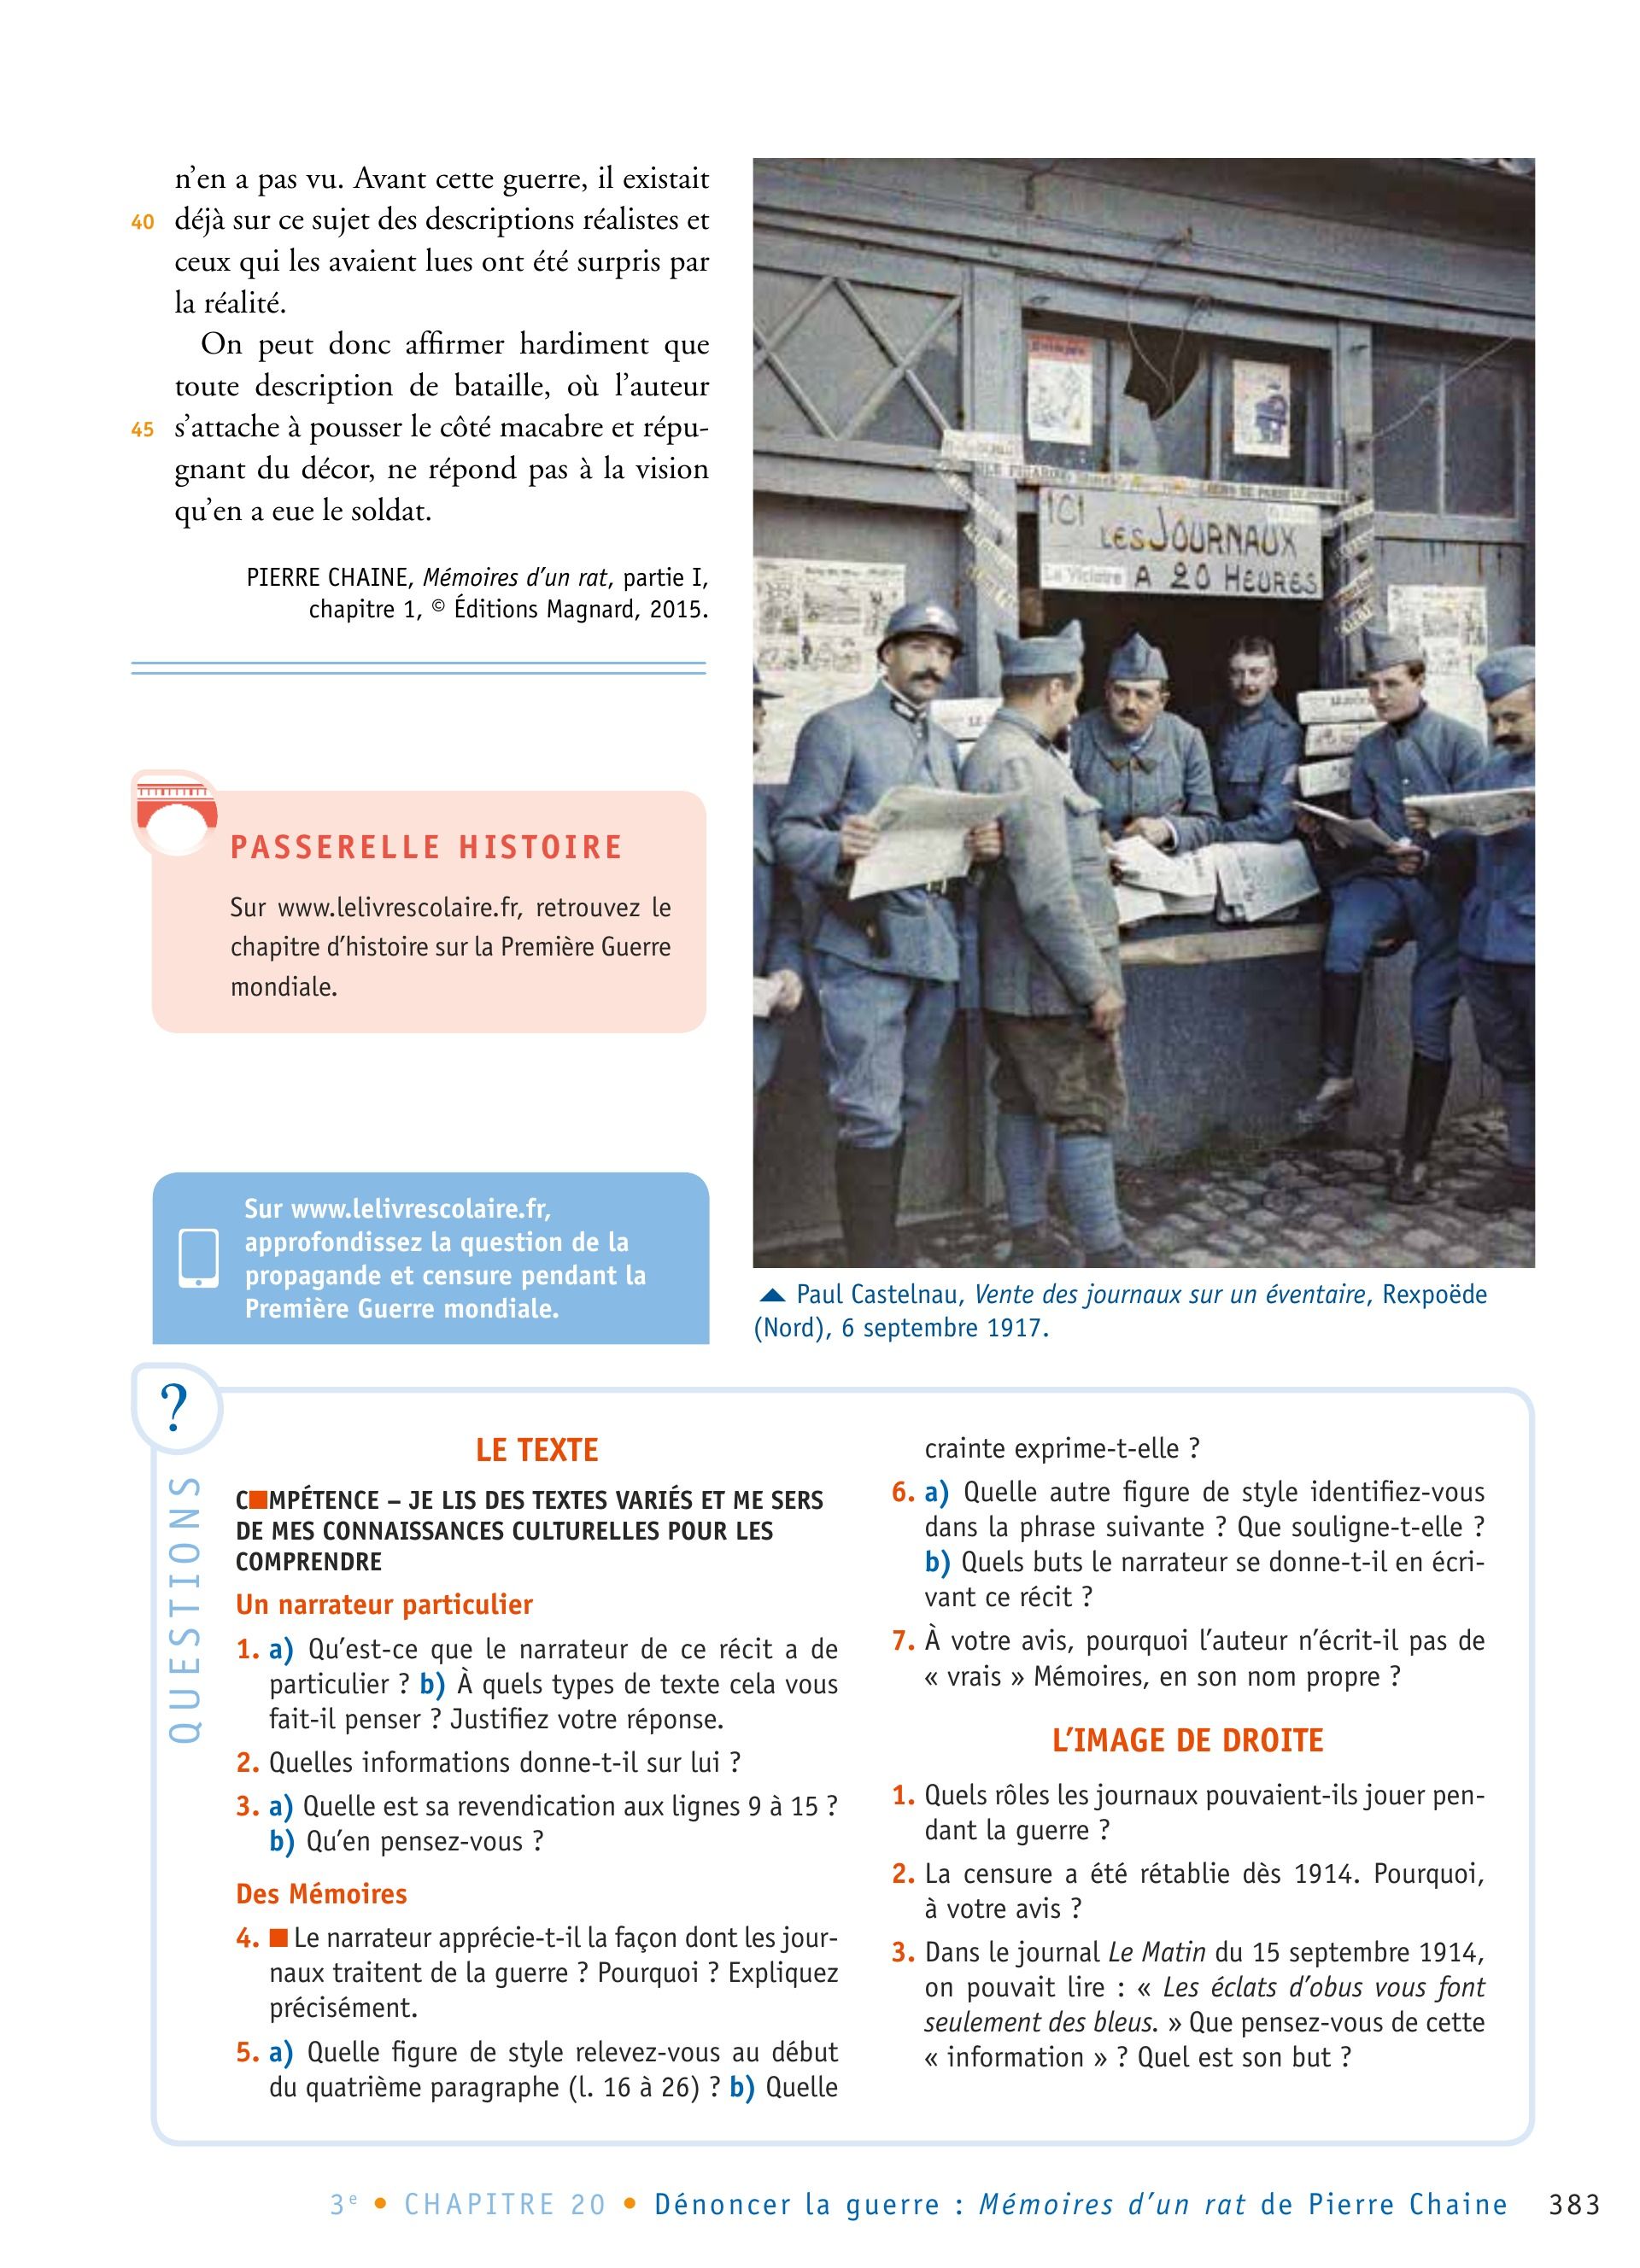 n’en a pas vu. Avant cette guerre, il existait
40 déjà sur ce sujet des descriptions réalistes et
ceux qui les avaient lues ont été surpris par
la réalité.
On peut donc affirmer hardiment que
toute description de bataille, où l’auteur
45 s’attache à pousser le côté macabre et répu-
gnant du décor, ne répond pas à la vision
qu’en a eue le soldat.
PIERRE CHAINE, Mémoires d’un rat, partie I,
chapitre 1, © Éditions Magnard, 2015.
PASSERELLE HISTOIRE
Sur www.lelivrescolaire.fr, retrouvez le
chapitre d’histoire sur la Première Guerre
mondiale.
Sur www.lelivrescolaire.fr,
approfondissez la question de la
propagande et censure pendant la
Première Guerre mondiale.
ICI
LES JOURNAUX
La Victoire A 20 HEURES
Paul Castelnau, Vente des journaux sur un éventaire, Rexpoëde
(Nord), 6 septembre 1917.
?
QUESTIONS
LE TEXTE
C■MPÉTENCE – JE LIS DES TEXTES VARIÉS ET ME SERS
DE MES CONNAISSANCES CULTURELLES POUR LES
COMPRENDRE
Un narrateur particulier
1. a) Qu’est-ce que le narrateur de ce récit a de
particulier ? b) À quels types de texte cela vous
fait-il penser ? Justifiez votre réponse.
2. Quelles informations donne-t-il sur lui ?
3. a) Quelle est sa revendication aux lignes 9 à 15 ?
b) Qu’en pensez-vous ?
Des Mémoires
4. ■ Le narrateur apprécie-t-il la façon dont les jour-
naux traitent de la guerre ? Pourquoi ? Expliquez
précisément.
5. a) Quelle figure de style relevez-vous au début
du quatrième paragraphe (l. 16 à 26) ? b) Quelle
crainte exprime-t-elle ?
6. a) Quelle autre figure de style identifiez-vous
dans la phrase suivante ? Que souligne-t-elle ?
b) Quels buts le narrateur se donne-t-il en écri-
vant ce récit ?
7. À votre avis, pourquoi l’auteur n’écrit-il pas de
« vrais » Mémoires, en son nom propre ?
L’IMAGE DE DROITE
1. Quels rôles les journaux pouvaient-ils jouer pen-
dant la guerre ?
2. La censure a été rétablie dès 1914. Pourquoi,
à votre avis ?
3. Dans le journal Le Matin du 15 septembre 1914,
on pouvait lire : « Les éclats d’obus vous font
seulement des bleus. » Que pensez-vous de cette
« information » ? Quel est son but ?
3e • CHAPITRE 20 • Dénoncer la guerre : Mémoires d’un rat de Pierre Chaine 383